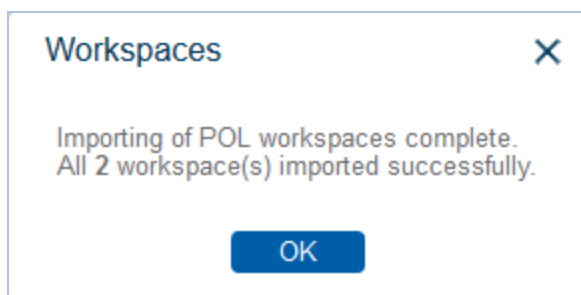 Workspaces
Importing of POL workspaces complete.
All 2 workspace(s) imported successfully.
OK